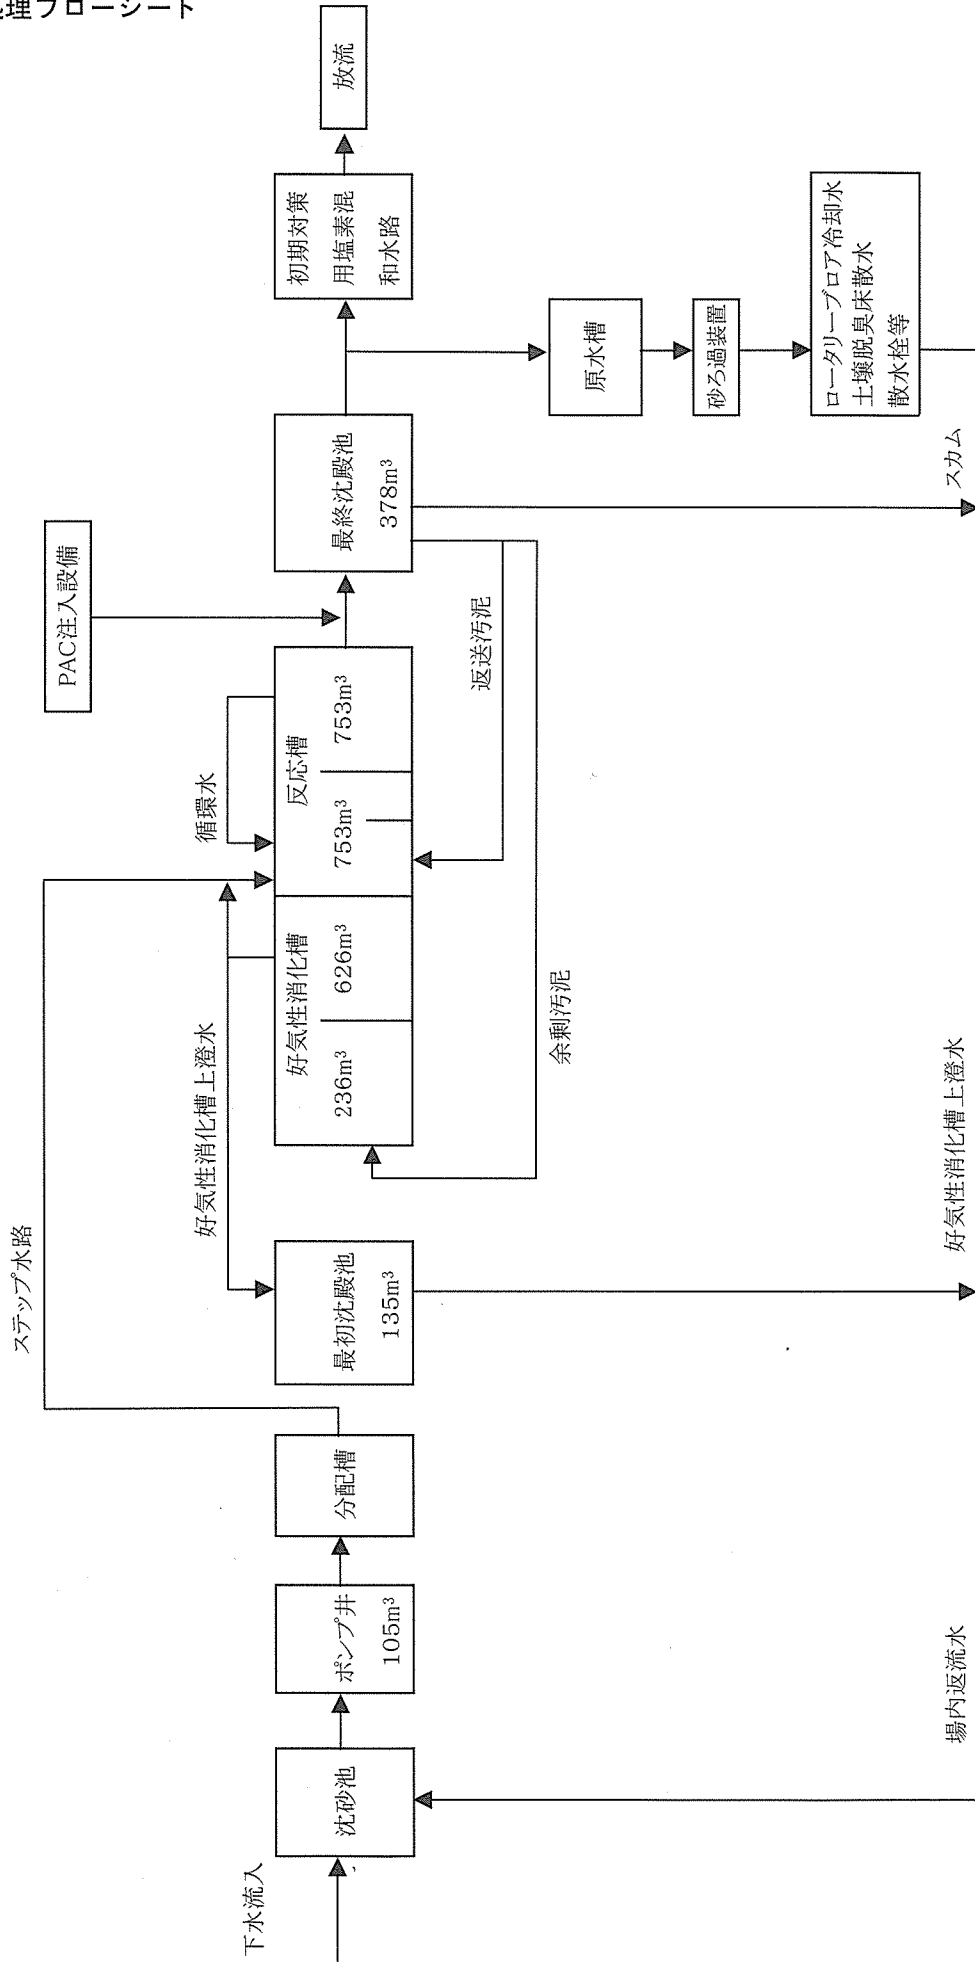 処理フローシート
下水流入
沈砂池
ポンプ井
105m³
分配槽
ステップ水路
最初沈殿池
135m³
好気性消化槽上澄水
好気性消化槽
236m³
626m³
反応槽
753m³
753m³
循環水
PAC注入設備
最終沈殿池
378m³
返送汚泥
余剰汚泥
初期対策
用塩素混
和水路
放流
原水槽
砂ろ過装置
ロータリーブロア冷却水
土壌脱臭床散水
散水栓等
スカム
好気性消化槽上澄水
場内返流水